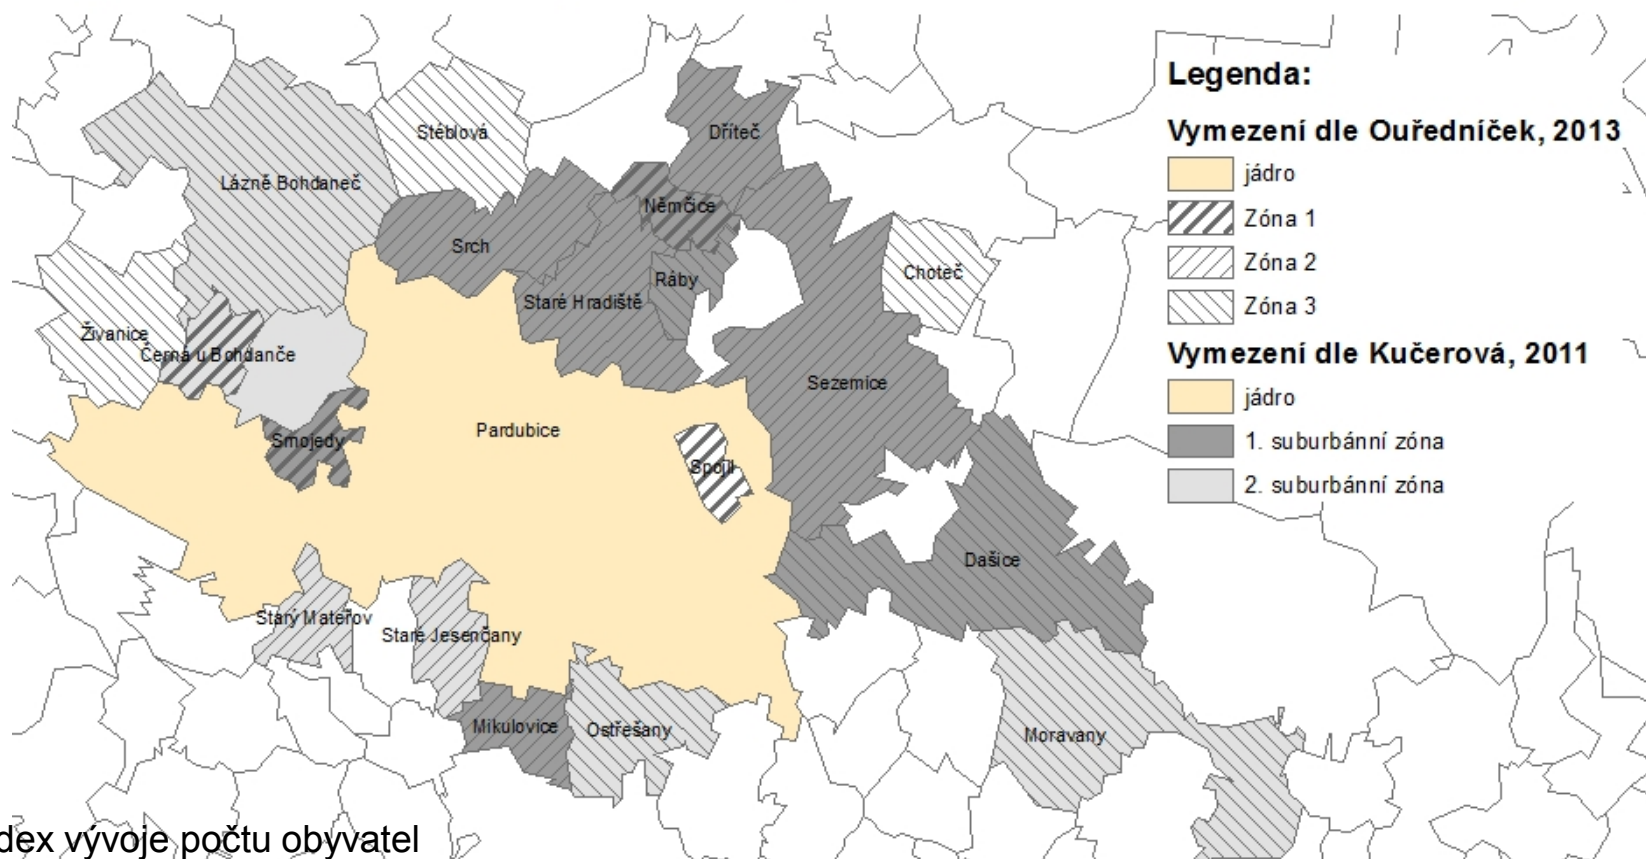 Legenda:
Vymezení dle Ouředníček, 2013
jádro
Zóna 1
Zóna 2
Zóna 3
Vymezení dle Kučerová, 2011
jádro
1. suburbánní zóna
2. suburbánní zóna
Stéblová
Dříteč
Lázně Bohdaneč
Němčice
Srch
Ráby
Choteč
Staré Hradiště
Živanice
Černá u Bohdanče
Sezemice
Pardubice
Srnojedy
Spojil
Dašice
Starý Mateřov
Staré Jesenčany
Mikulovice
Ostřešany
Moravany
dex vývoje počtu obyvatel